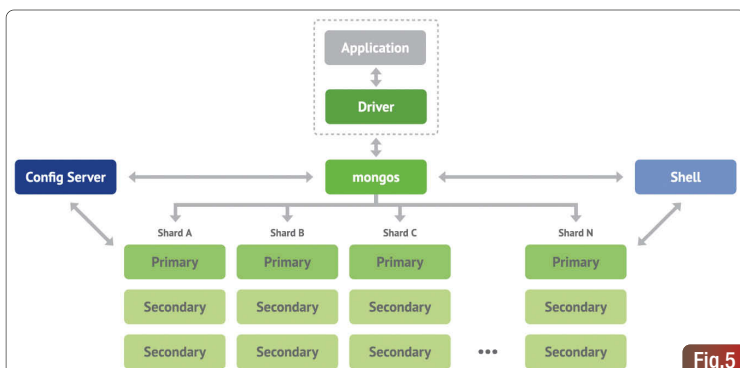 Application
Driver
Config Server
mongos
Shell
Shard A Shard B Shard C Shard N
Primary Primary Primary Primary
Secondary Secondary Secondary Secondary
Secondary Secondary Secondary ••• Secondary
Fig.5